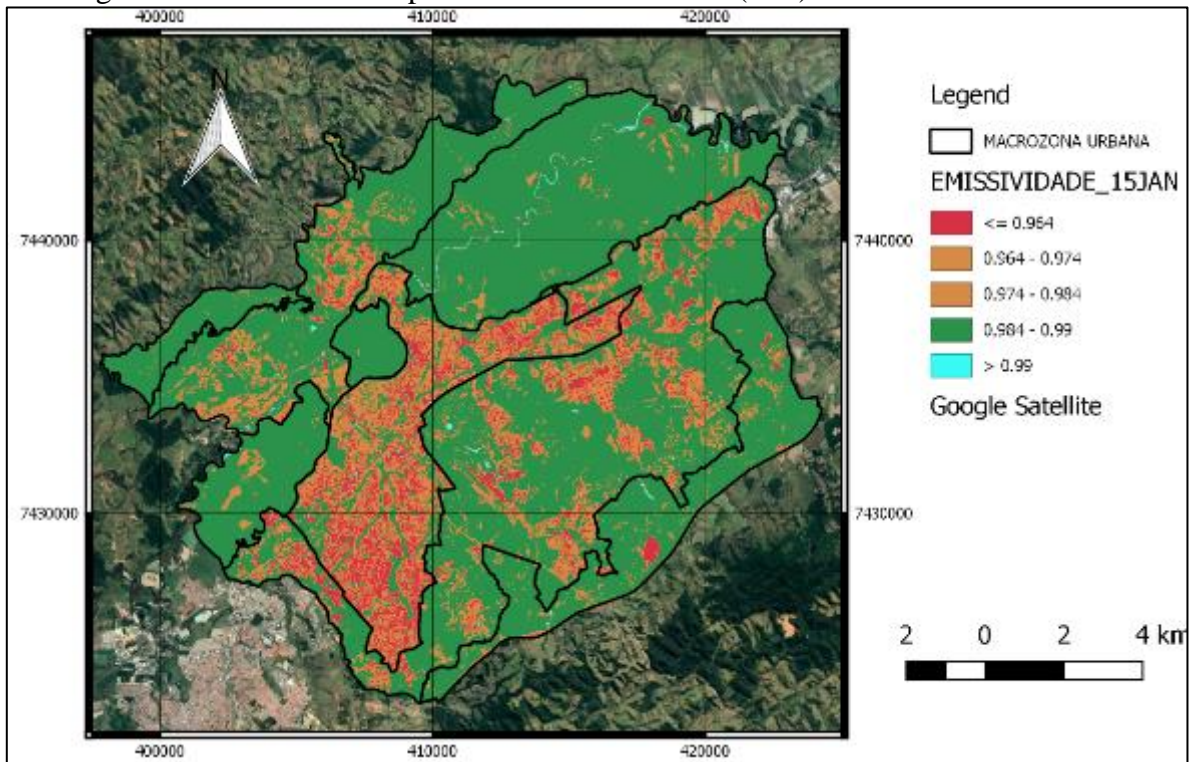 400000 410000 420000
N
Legend
MACROZONA URBANA
EMISSIVIDADE_15JAN
<= 0.964
0.964 - 0.974
0.974 - 0.984
0.984 - 0.99
> 0.99
Google Satellite
7440000 7440000
7430000 7430000
2 0 2 4 km
400000 410000 420000